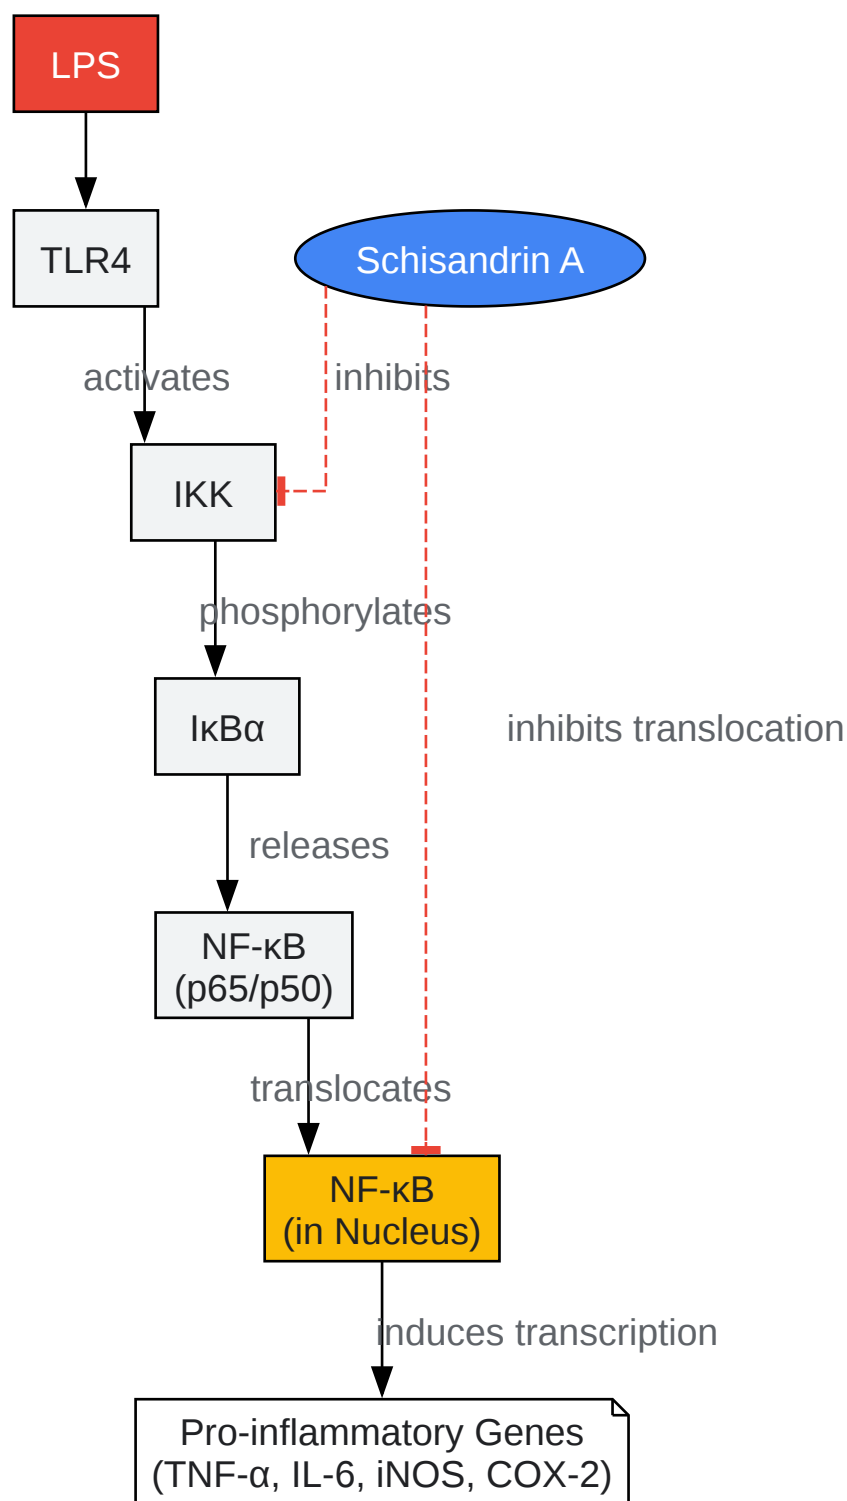 LPS
TLR4
Schisandrin A
activates
inhibits
IKK
phosphorylates
IκBα
inhibits translocation
releases
NF-κB
(p65/p50)
translocates
NF-κB
(in Nucleus)
induces transcription
Pro-inflammatory Genes
(TNF-α, IL-6, iNOS, COX-2)